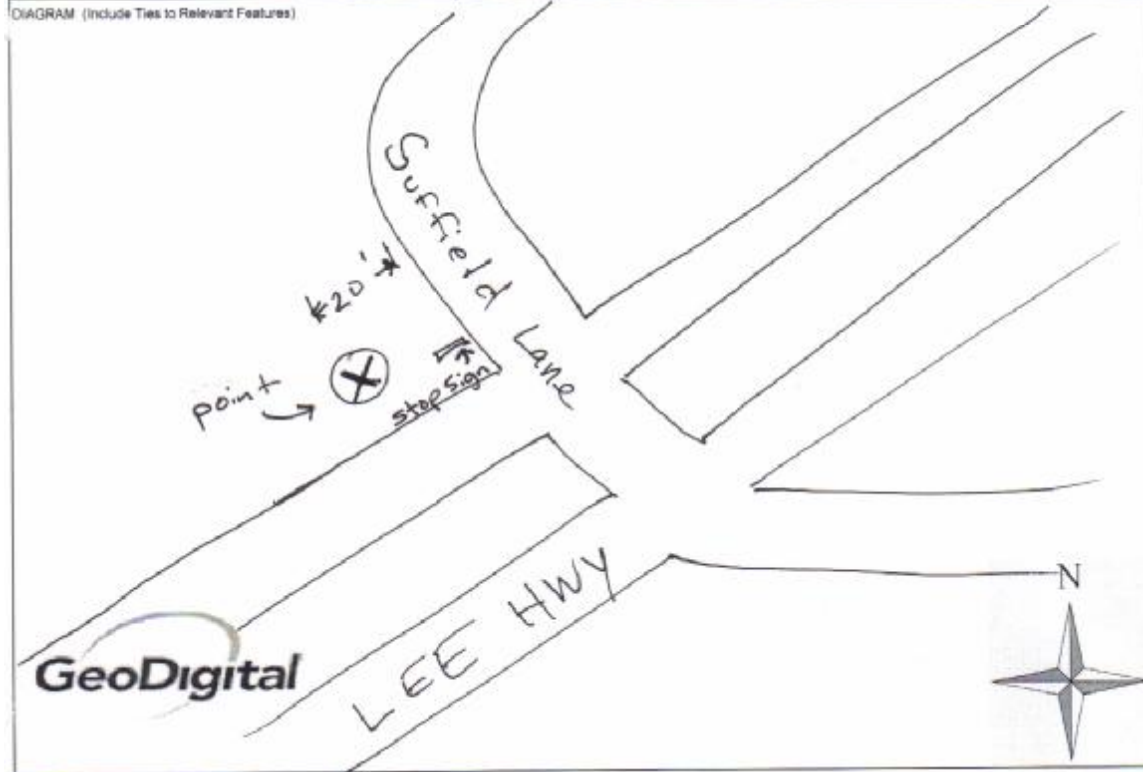 DIAGRAM (Include Ties to Relevant Features)
Suffield Lane
20'
point
X
stop sign
LEE HWY
GeoDigital
N